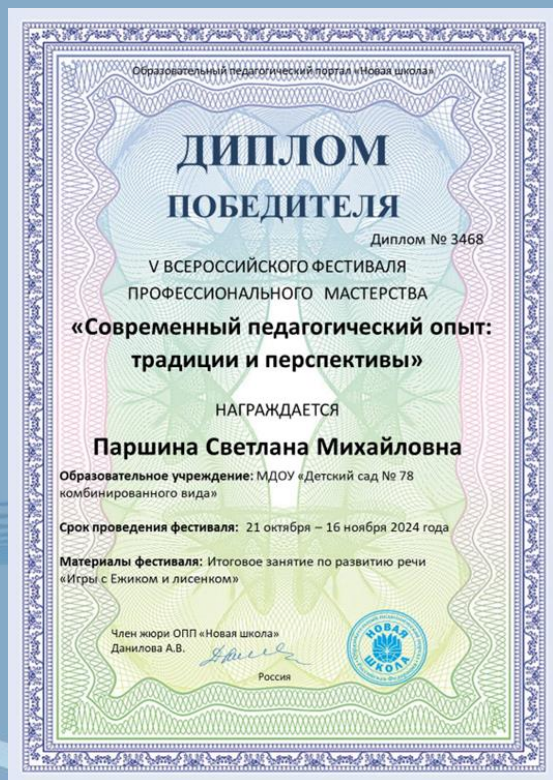 Образовательный педагогический портал «Новая школа»
ДИПЛОМ
ПОБЕДИТЕЛЯ
Диплом № 3468
V ВСЕРОССИЙСКОГО ФЕСТИВАЛЯ
ПРОФЕССИОНАЛЬНОГО МАСТЕРСТВА
«Современный педагогический опыт:
традиции и перспективы»
НАГРАЖДАЕТСЯ
Паршина Светлана Михайловна
Образовательное учреждение: МДОУ «Детский сад № 78
комбинированного вида»
Срок проведения фестиваля: 21 октября – 16 ноября 2024 года
Материалы фестиваля: Итоговое занятие по развитию речи
«Игры с Ежиком и лисенком»
Член жюри ОПП «Новая школа»
Данилова А.В.
НОВАЯ
ШКОЛА
Россия